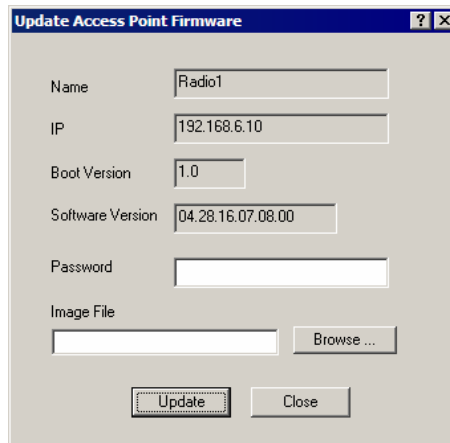 Update Access Point Firmware
Name Radio1
IP 192.168.6.10
Boot Version 1.0
Software Version 04.28.16.07.08.00
Password
Image File
Browse ...
Update Close